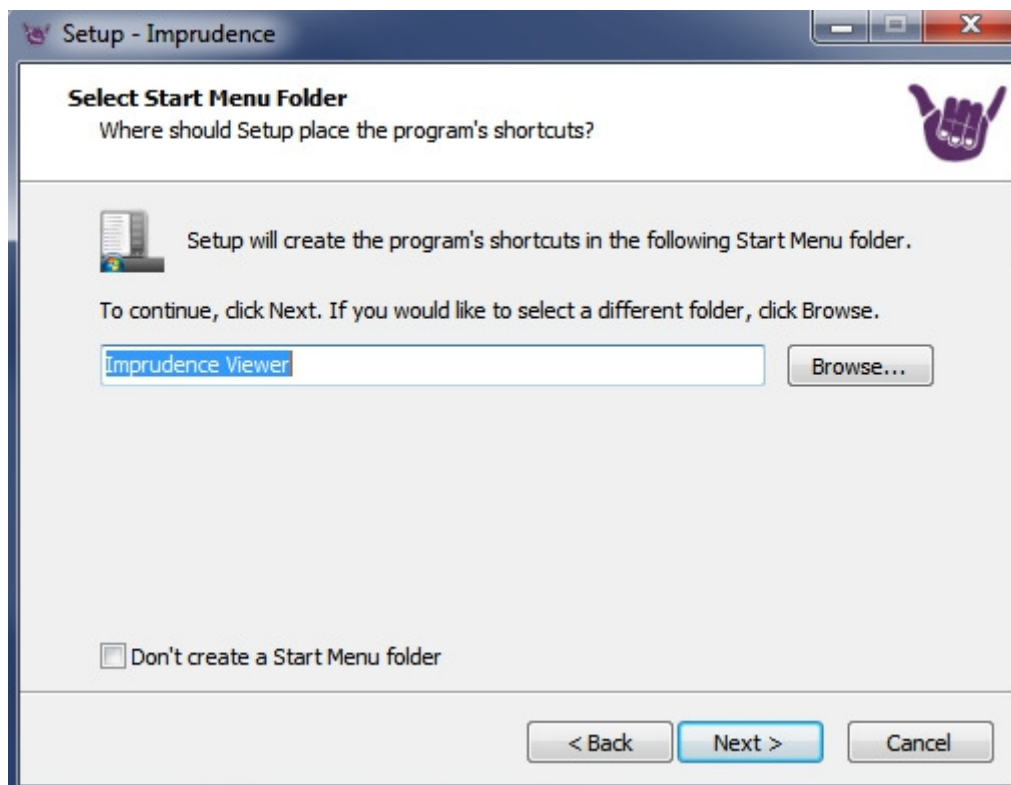 Setup - Imprudence
Select Start Menu Folder
Where should Setup place the program's shortcuts?
Setup will create the program's shortcuts in the following Start Menu folder.
To continue, click Next. If you would like to select a different folder, click Browse.
Imprudence Viewer
Browse...
Don't create a Start Menu folder
< Back
Next >
Cancel